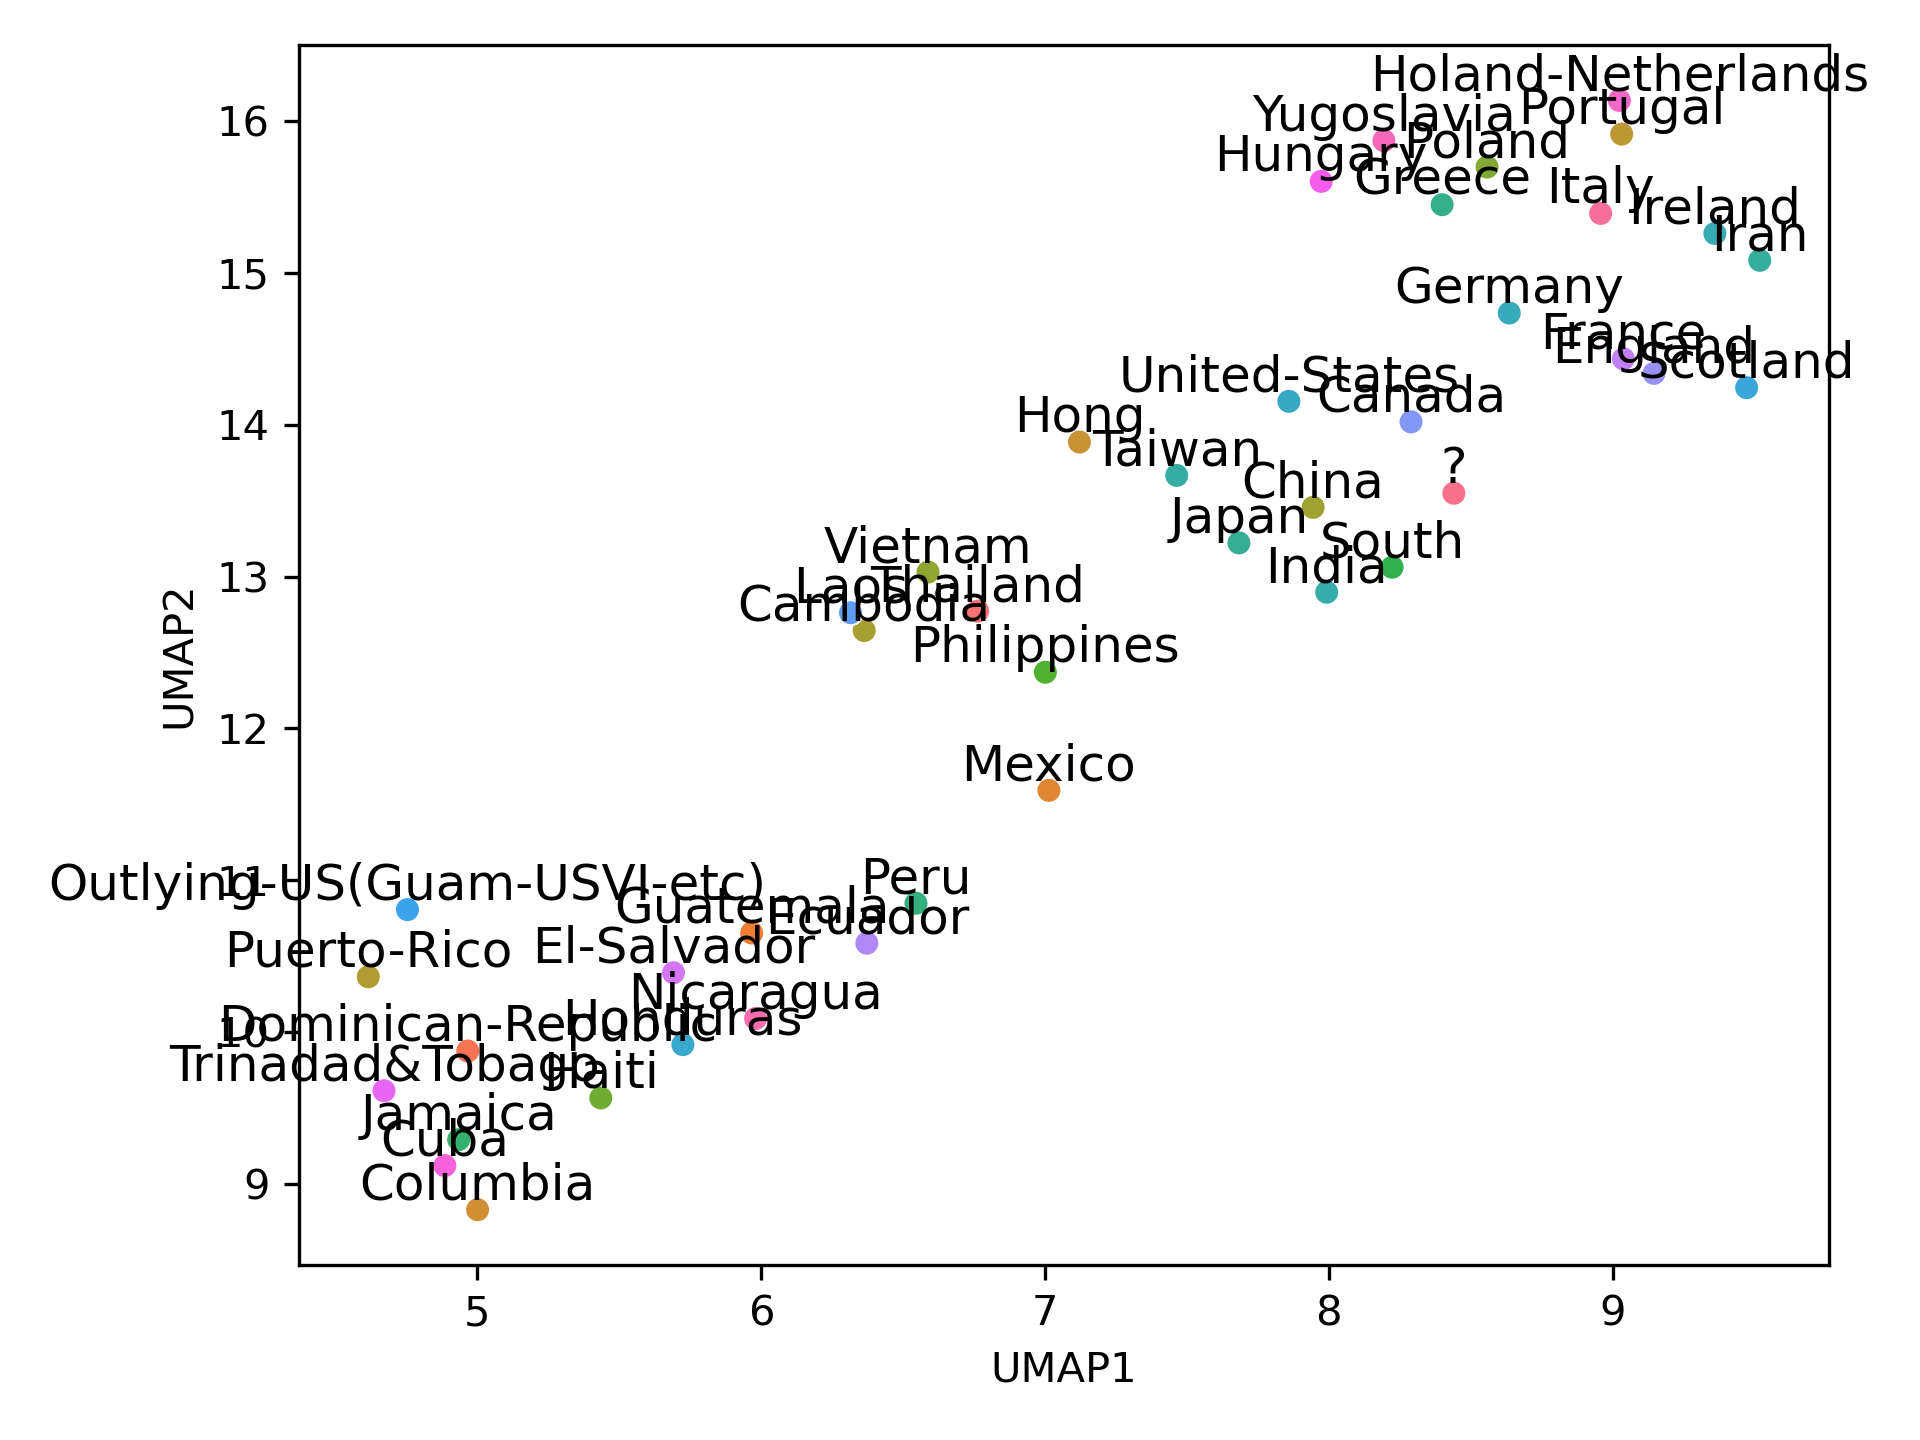 Holand-Netherlands
16
Portugal
Yugoslavia
Poland
Hungary
Greece
Italy
Ireland
Iran
15
Germany
France
England
Scotland
United-States
Canada
14
Hong
Taiwan
?
China
Japan
South
India
Vietnam
13
Laos
Thailand
Cambodia
Philippines
UMAP2
12
Mexico
11
Outlying-US(Guam-USVI-etc)
Peru
Guatemala
Ecuador
El-Salvador
Puerto-Rico
Nicaragua
Honduras
Dominican-Republic
10
Trinadad&Tobago
Haiti
Jamaica
Cuba
Columbia
9
5 6 7 8 9
UMAP1